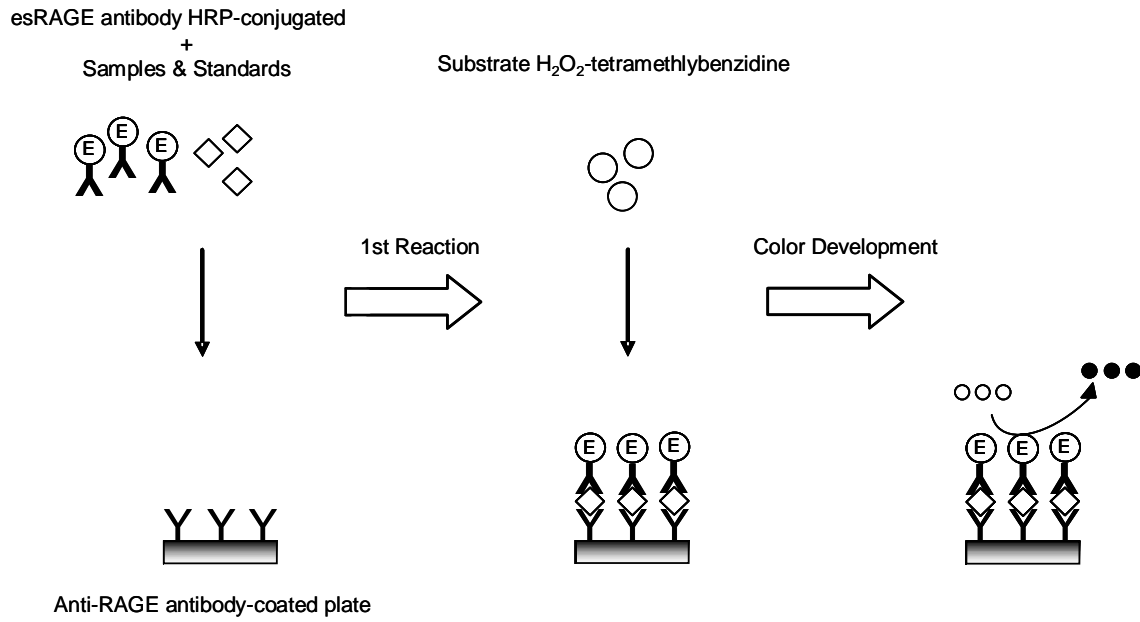 esRAGE antibody HRP-conjugated
+
Samples & Standards
Substrate H₂O₂-tetramethlybenzidine
E
E
E
1st Reaction
Color Development
E E E
E E E
Anti-RAGE antibody-coated plate